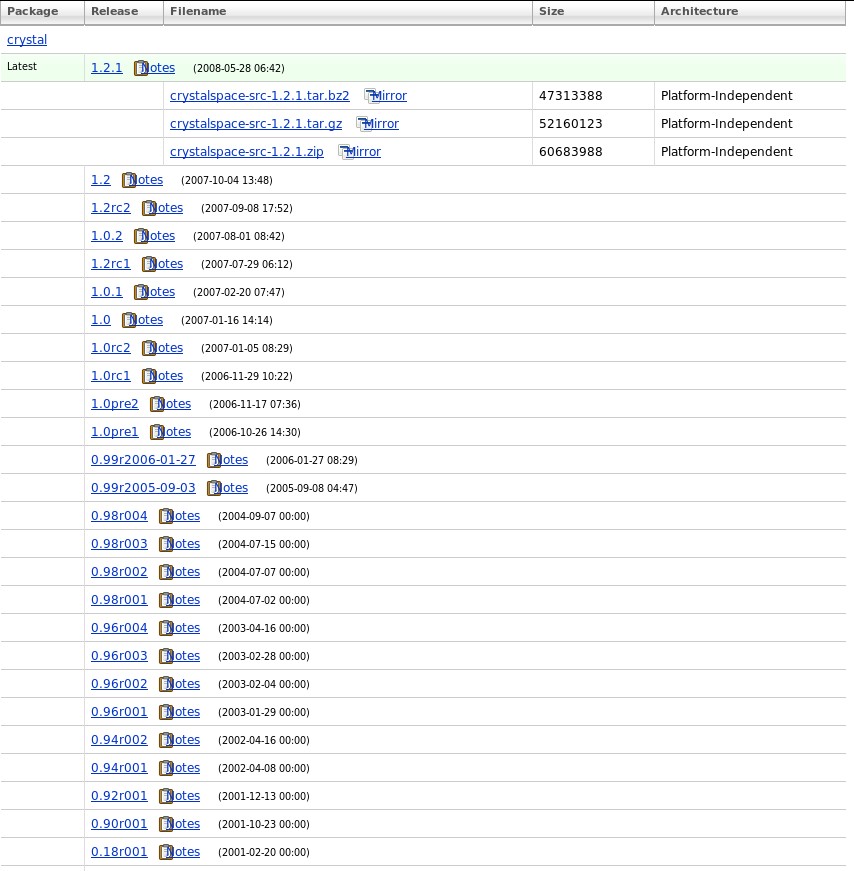 Package Release Filename Size Architecture
crystal
Latest 1.2.1 Notes (2008-05-28 06:42)
crystalspace-src-1.2.1.tar.bz2 Mirror 47313388 Platform-Independent
crystalspace-src-1.2.1.tar.gz Mirror 52160123 Platform-Independent
crystalspace-src-1.2.1.zip Mirror 60683988 Platform-Independent
1.2 Notes (2007-10-04 13:48)
1.2rc2 Notes (2007-09-08 17:52)
1.0.2 Notes (2007-08-01 08:42)
1.2rc1 Notes (2007-07-29 06:12)
1.0.1 Notes (2007-02-20 07:47)
1.0 Notes (2007-01-16 14:14)
1.0rc2 Notes (2007-01-05 08:29)
1.0rc1 Notes (2006-11-29 10:22)
1.0pre2 Notes (2006-11-17 07:36)
1.0pre1 Notes (2006-10-26 14:30)
0.99r2006-01-27 Notes (2006-01-27 08:29)
0.99r2005-09-03 Notes (2005-09-08 04:47)
0.98r004 Notes (2004-09-07 00:00)
0.98r003 Notes (2004-07-15 00:00)
0.98r002 Notes (2004-07-07 00:00)
0.98r001 Notes (2004-07-02 00:00)
0.96r004 Notes (2003-04-16 00:00)
0.96r003 Notes (2003-02-28 00:00)
0.96r002 Notes (2003-02-04 00:00)
0.96r001 Notes (2003-01-29 00:00)
0.94r002 Notes (2002-04-16 00:00)
0.94r001 Notes (2002-04-08 00:00)
0.92r001 Notes (2001-12-13 00:00)
0.90r001 Notes (2001-10-23 00:00)
0.18r001 Notes (2001-02-20 00:00)